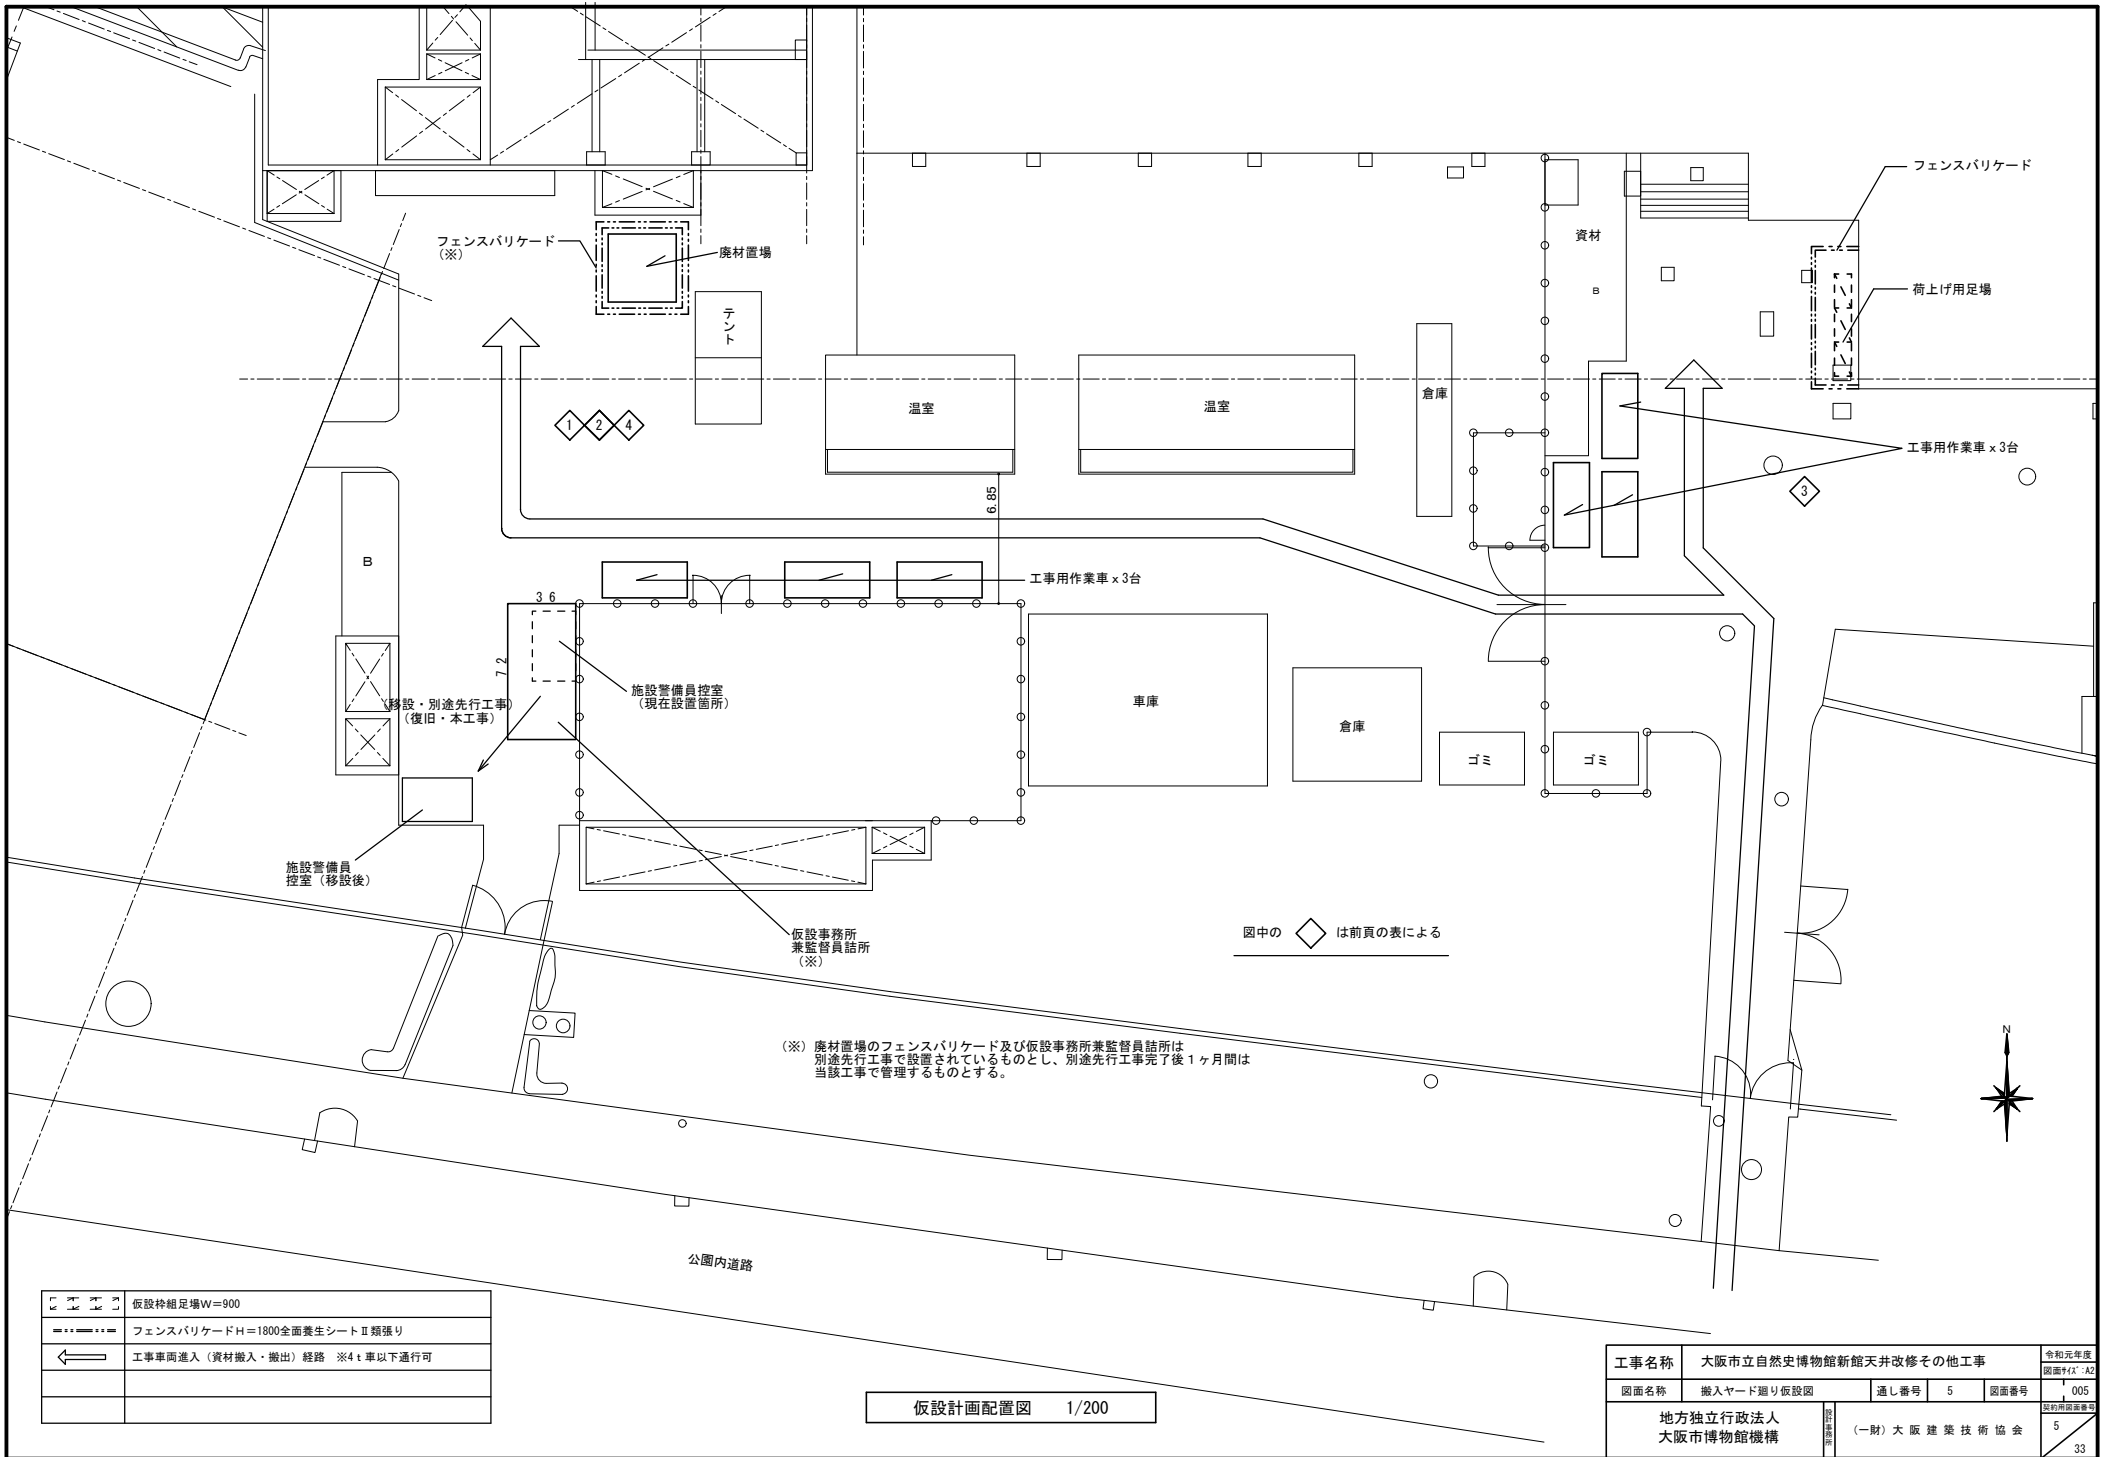 フェンスバリケード
(※)
廃材置場
テント
温室
温室
倉庫
資材
B
フェンスバリケード
荷上げ用足場
1 2 4
工事用作業車x3台
3
6.85
B
工事用作業車x3台
3 6
7 2
(移設・別途先行工事)
(復旧・本工事)
施設警備員控室
(現在設置箇所)
車庫
倉庫
ゴミ
ゴミ
施設警備員
控室(移設後)
仮設事務所
兼監督員詰所
(※)
図中の ◇ は前頁の表による
(※) 廃材置場のフェンスバリケード及び仮設事務所兼監督員詰所は
別途先行工事で設置されているものとし、別途先行工事完了後1ヶ月間は
当該工事で管理するものとする。
N
公園内道路
仮設枠組足場W=900
フェンスバリケードH=1800全面養生シートⅡ類張り
工事車両進入(資材搬入・搬出)経路 ※4t車以下通行可
仮設計画配置図 1/200
工事名称 大阪市立自然史博物館新館天井改修その他工事 令和元年度
図面サイズ:A2
図面名称 搬入ヤード廻り仮設図 通し番号 5 図面番号 005
契約用図面番号
地方独立行政法人
大阪市博物館機構
設計事務所
(一財)大阪建築技術協会
5
33